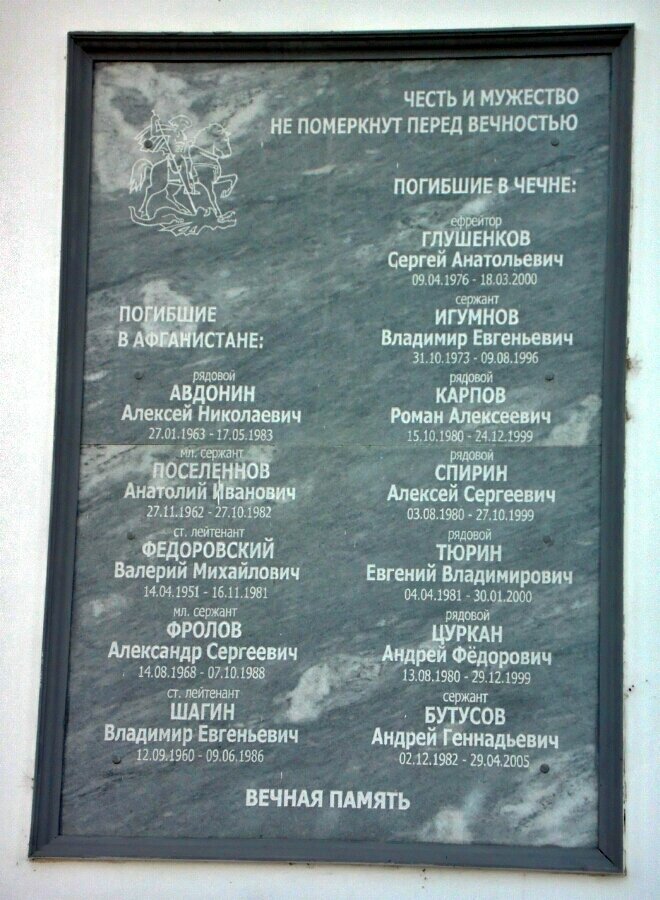 ЧЕСТЬ И МУЖЕСТВО
НЕ ПОМЕРКНУТ ПЕРЕД ВЕЧНОСТЬЮ
ПОГИБШИЕ
В АФГАНИСТАНЕ:
рядовой
АВДОНИН
Алексей Николаевич
27.01.1963 - 17.05.1983
мл. сержант
ПОСЕЛЕННОВ
Анатолий Иванович
27.11.1962 - 27.10.1982
ст. лейтенант
ФЕДОРОВСКИЙ
Валерий Михайлович
14.04.1951 - 16.11.1981
мл. сержант
ФРОЛОВ
Александр Сергеевич
14.08.1968 - 07.10.1988
ст. лейтенант
ШАГИН
Владимир Евгеньевич
12.09.1960 - 09.06.1986
ПОГИБШИЕ В ЧЕЧНЕ:
ефрейтор
ГЛУШЕНКОВ
Сергей Анатольевич
09.04.1976 - 18.03.2000
сержант
ИГУМНОВ
Владимир Евгеньевич
31.10.1973 - 09.08.1996
рядовой
КАРПОВ
Роман Алексеевич
15.10.1980 - 24.12.1999
рядовой
СПИРИН
Алексей Сергеевич
03.08.1980 - 27.10.1999
рядовой
ТЮРИН
Евгений Владимирович
04.04.1981 - 30.01.2000
рядовой
ЦУРКАН
Андрей Фёдорович
13.08.1980 - 29.12.1999
сержант
БУТУСОВ
Андрей Геннадьевич
02.12.1982 - 29.04.2005
ВЕЧНАЯ ПАМЯТЬ